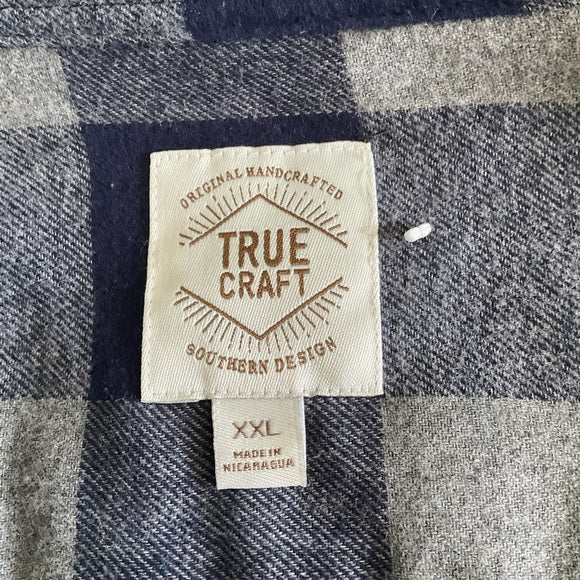 ORIGINAL HANDCRAFTED
TRUE
CRAFT
SOUTHERN DESIGN
XXL
MADE IN
NICARAGUA